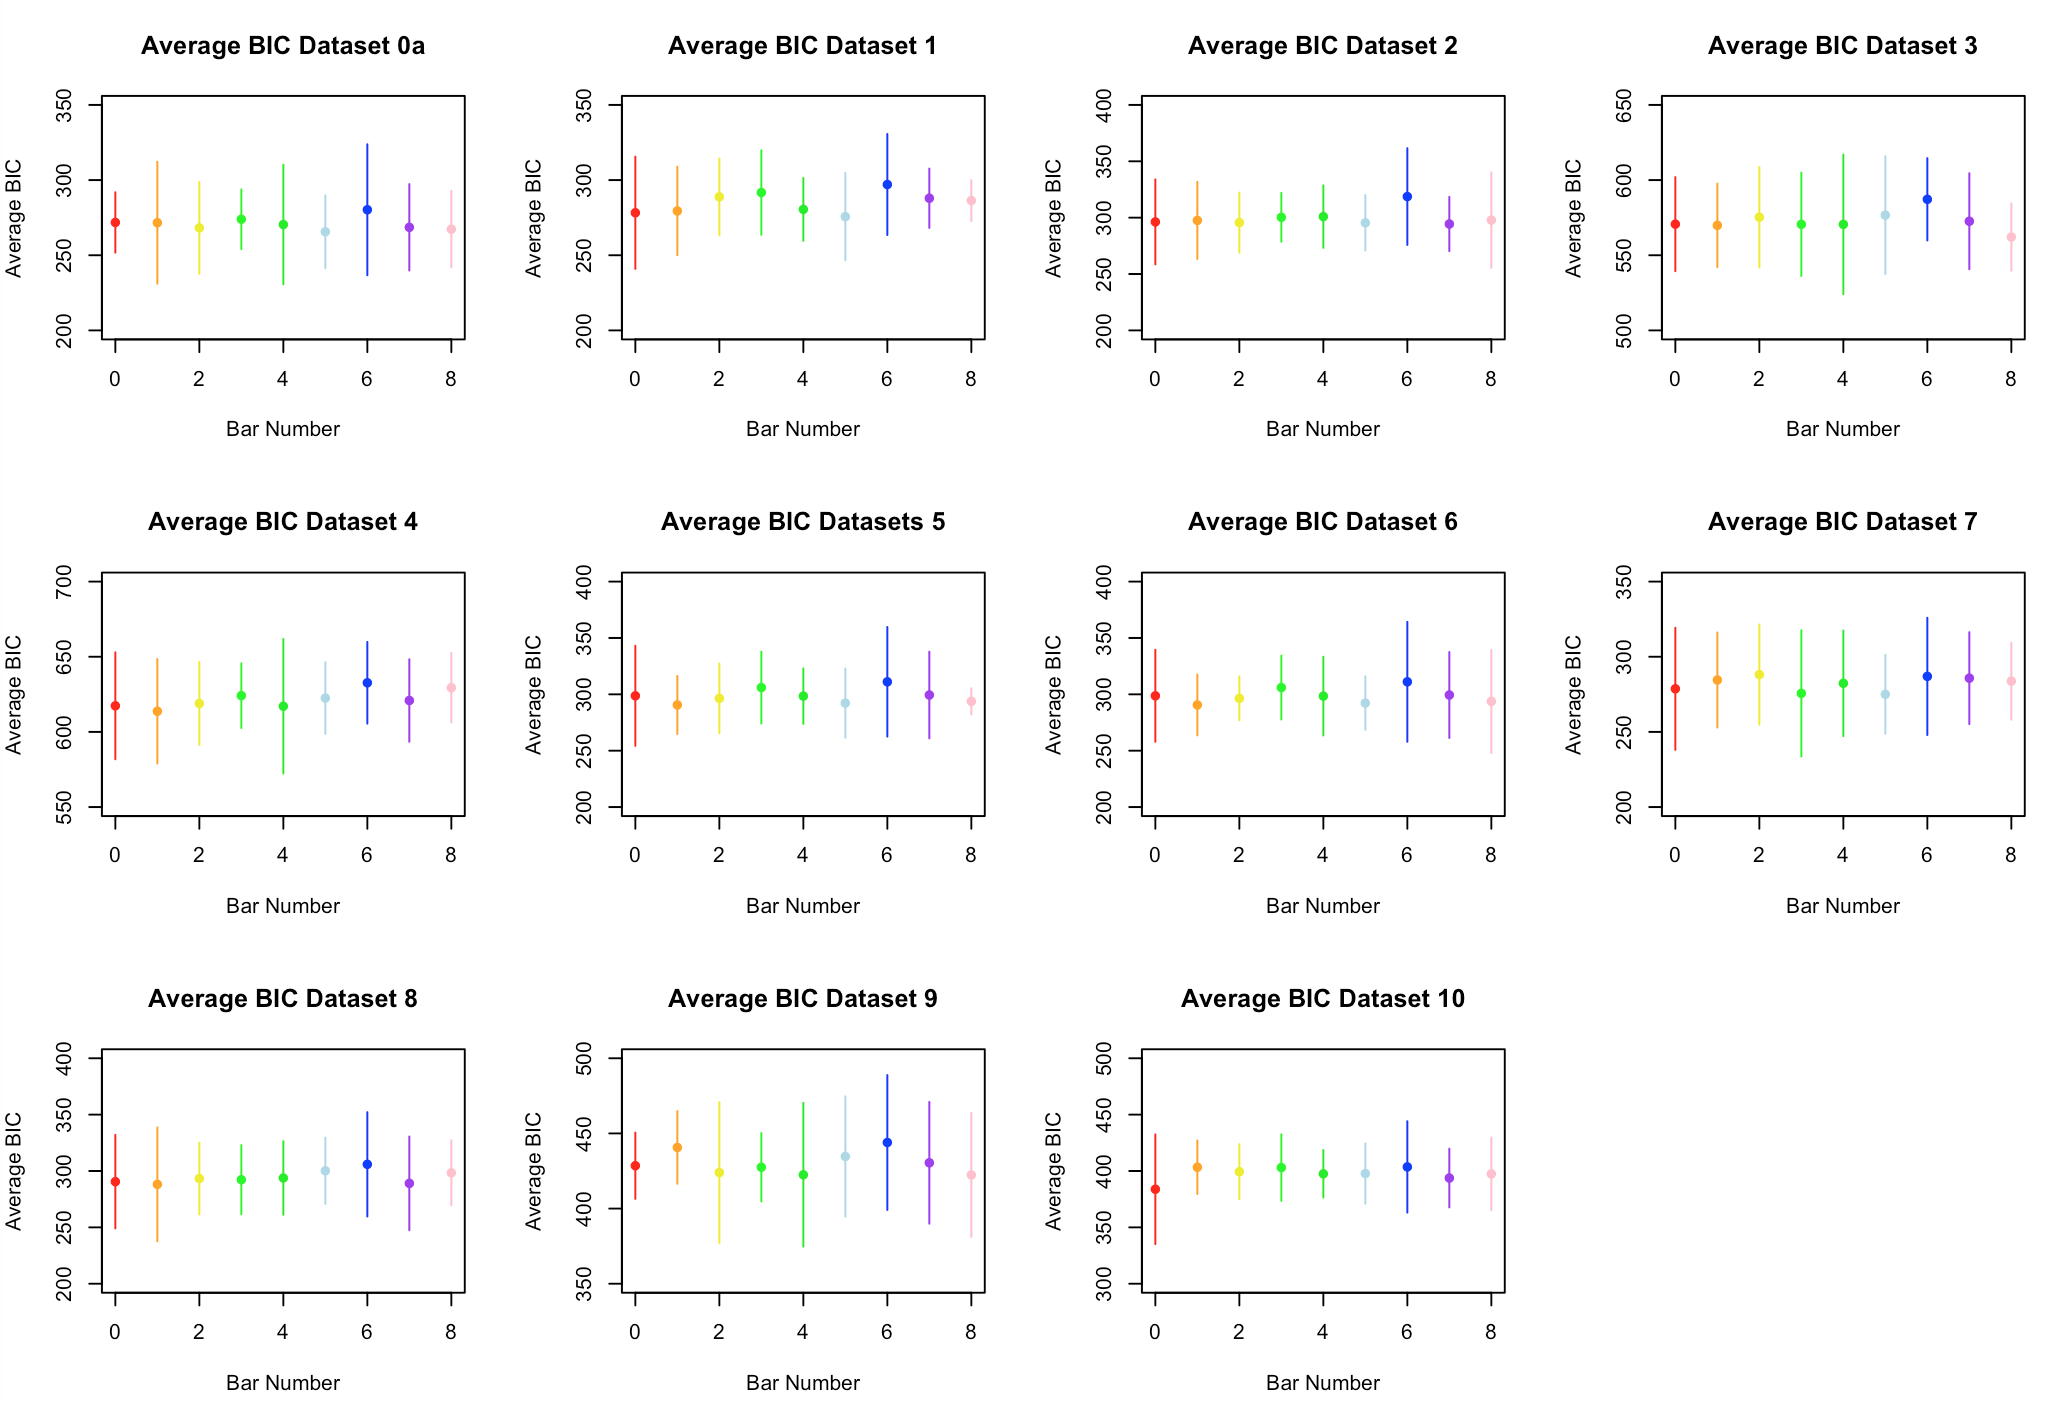 Average BIC Dataset 0a
Average BIC
350
300
250
200
0 2 4 6 8
Bar Number
Average BIC Dataset 1
Average BIC
350
300
250
200
0 2 4 6 8
Bar Number
Average BIC Dataset 2
Average BIC
400
350
300
250
200
0 2 4 6 8
Bar Number
Average BIC Dataset 3
Average BIC
650
600
550
500
0 2 4 6 8
Bar Number
Average BIC Dataset 4
Average BIC
700
650
600
550
0 2 4 6 8
Bar Number
Average BIC Datasets 5
Average BIC
400
350
300
250
200
0 2 4 6 8
Bar Number
Average BIC Dataset 6
Average BIC
400
350
300
250
200
0 2 4 6 8
Bar Number
Average BIC Dataset 7
Average BIC
350
300
250
200
0 2 4 6 8
Bar Number
Average BIC Dataset 8
Average BIC
400
350
300
250
200
0 2 4 6 8
Bar Number
Average BIC Dataset 9
Average BIC
500
450
400
350
0 2 4 6 8
Bar Number
Average BIC Dataset 10
Average BIC
500
450
400
350
300
0 2 4 6 8
Bar Number